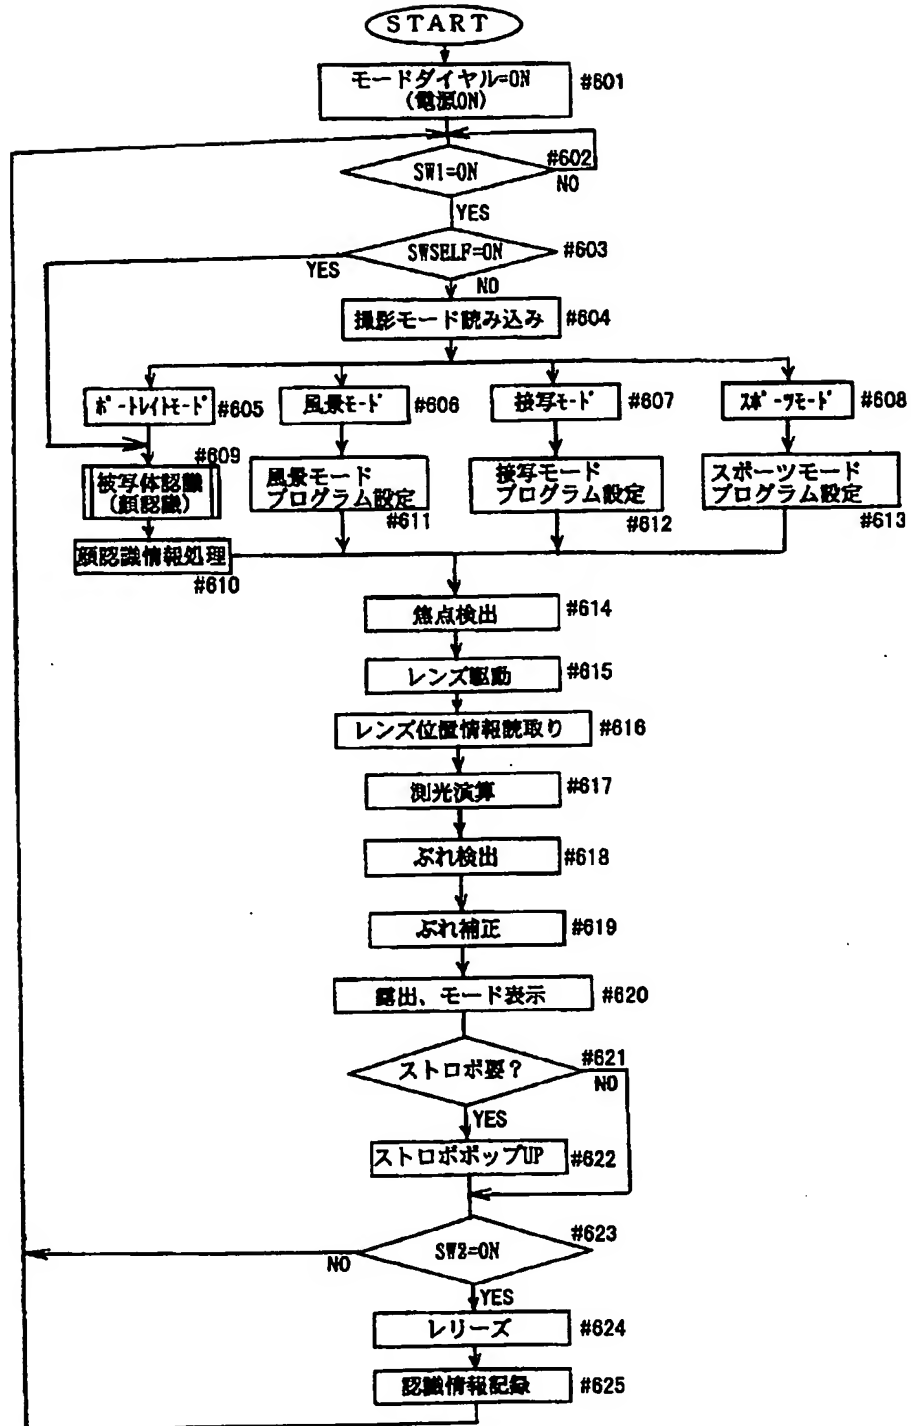 START
モードダイヤル=ON
(電源ON)
#601
SW1=ON
#602
NO
YES
SWSELF=ON
#603
YES
NO
撮影モード読み込み
#604
ポートレイトモード
#605
風景モード
#606
接写モード
#607
スポーツモード
#608
#609
被写体認識
(顔認識)
風景モード
プログラム設定
#611
接写モード
プログラム設定
#612
スポーツモード
プログラム設定
#613
顔認識情報処理
#610
焦点検出
#614
レンズ駆動
#615
レンズ位置情報読取り
#616
測光演算
#617
ぶれ検出
#618
ぶれ補正
#619
露出、モード表示
#620
ストロボ要?
#621
NO
YES
ストロボポップUP
#622
SW2=ON
#623
NO
YES
レリーズ
#624
認識情報記録
#625